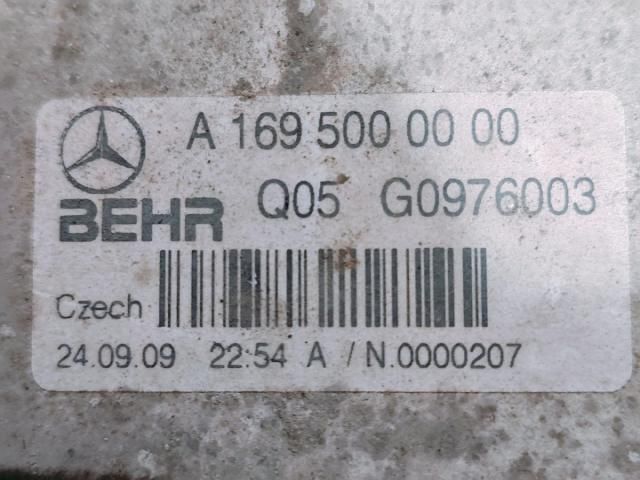 A 169 500 00 00
BEHR Q05 G0976003
Czech
24.09.09 22:54 A / N.0000207